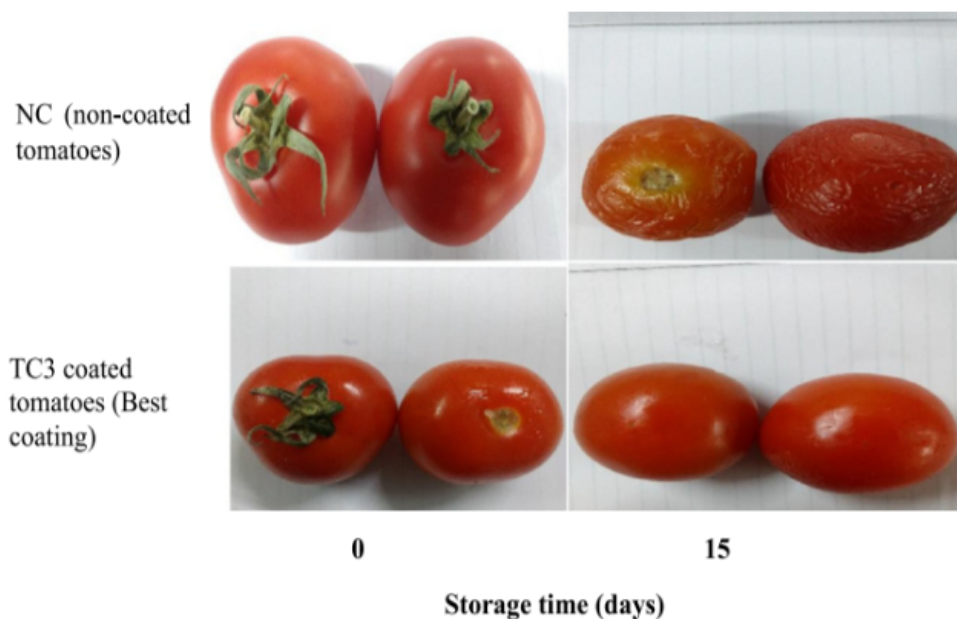 NC (non-coated
tomatoes)
TC3 coated
tomatoes (Best
coating)
0
15
Storage time (days)